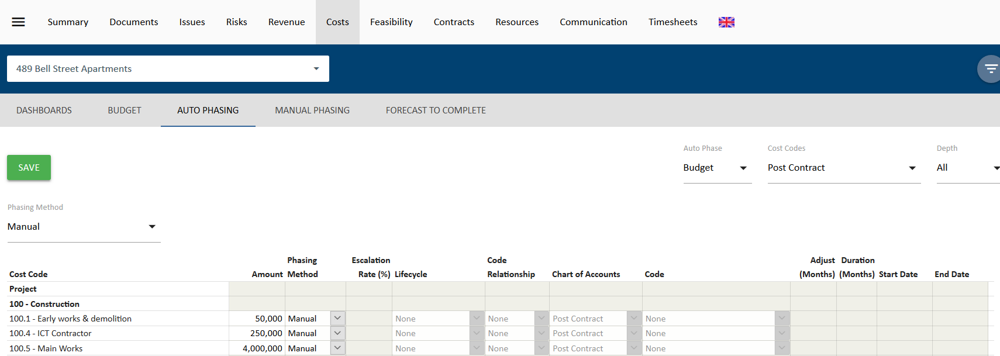 Summary Documents Issues Risks Revenue Costs Feasibility Contracts Resources Communication Timesheets
489 Bell Street Apartments
DASHBOARDS BUDGET AUTO PHASING MANUAL PHASING FORECAST TO COMPLETE
Auto Phase Cost Codes Depth
SAVE Budget Post Contract All
Phasing Method
Manual
Phasing Escalation Code Adjust Duration
Cost Code Amount Method Rate (%) Lifecycle Relationship Chart of Accounts Code (Months) (Months) Start Date End Date
Project
100 - Construction
100.1 - Early works & demolition 50,000 Manual None None Post Contract None
100.4 - ICT Contractor 250,000 Manual None None Post Contract None
100.5 - Main Works 4,000,000 Manual None None Post Contract None